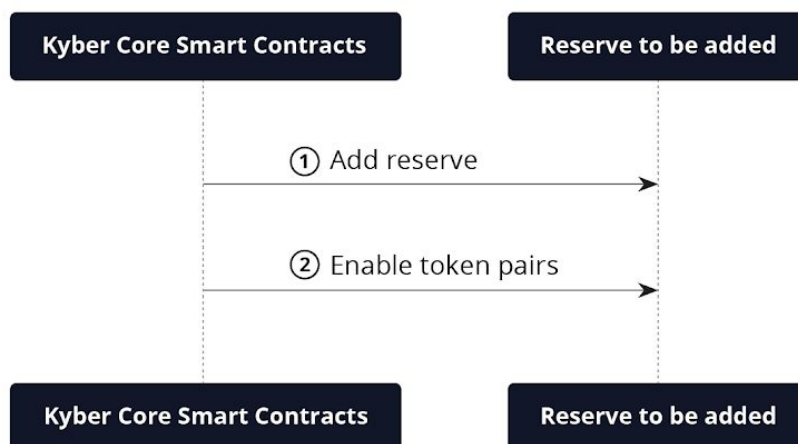 Kyber Core Smart Contracts
Reserve to be added
1 Add reserve
2 Enable token pairs
Kyber Core Smart Contracts
Reserve to be added